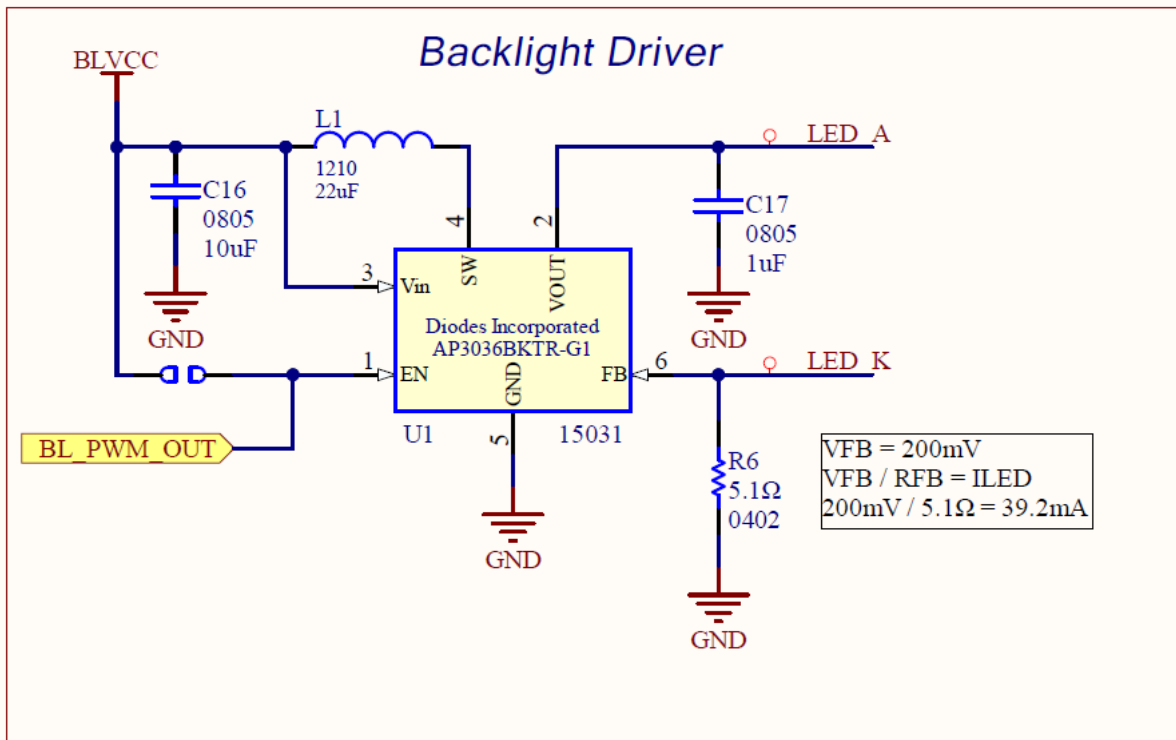 Backlight Driver
BLVCC
L1
1210
22uF
C16
0805
10uF
GND
4
SW
2
VOUT
LED_A
C17
0805
1uF
GND
3
Vin
Diodes Incorporated
AP3036BKTR-G1
1
EN
GND
FB
6
LED_K
BL_PWM_OUT
U1
5
15031
GND
R6
5.1Ω
0402
GND
VFB = 200mV
VFB / RFB = ILED
200mV / 5.1Ω = 39.2mA